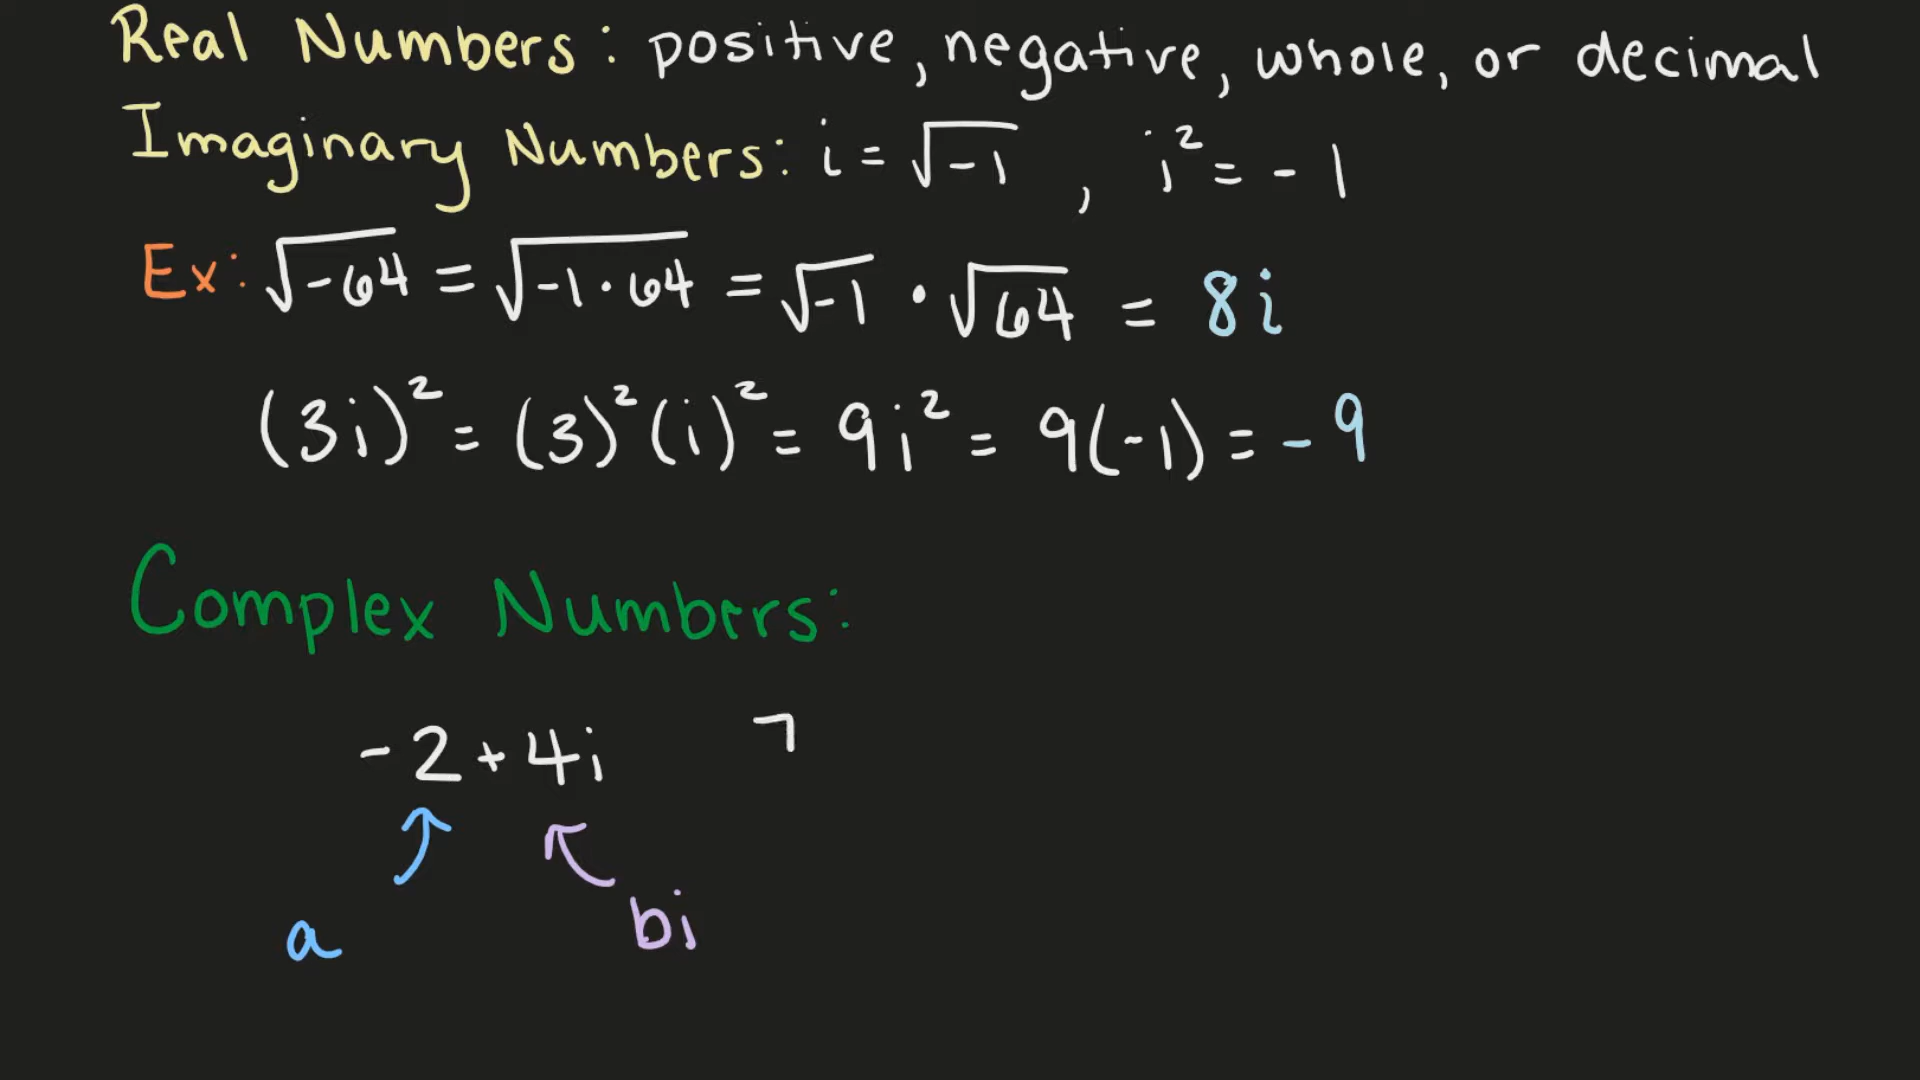 Real Numbers: positive, negative, whole, or decimal
Imaginary Numbers: i = √-1 , i² = -1
Ex: √-64 = √-1·64 = √-1 · √64 = 8i
(3i)² = (3)²(i)² = 9i² = 9(-1) = -9
Complex Numbers:
-2+4i 7
a bi